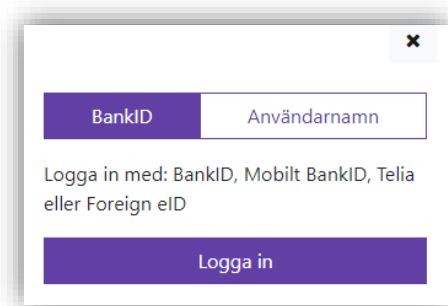 BankID
Användarnamn
Logga in med: BankID, Mobilt BankID, Telia
eller Foreign eID
Logga in